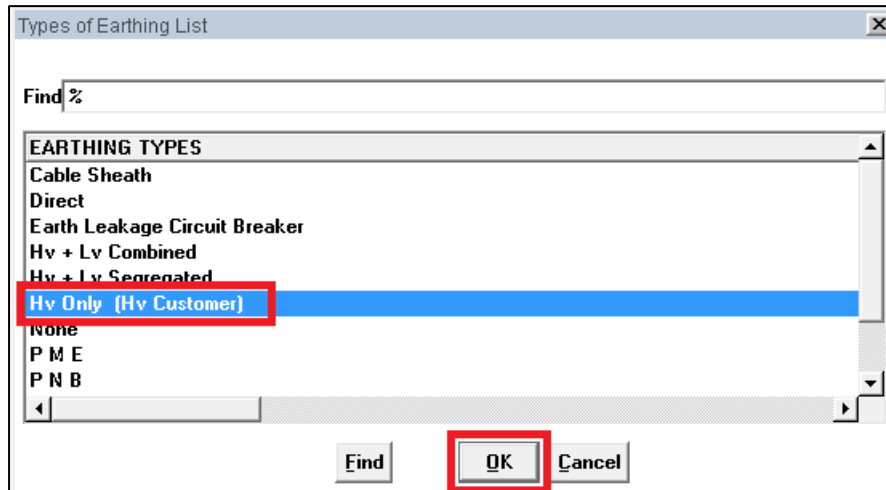 Types of Earthing List
Find %
EARTHING TYPES
Cable Sheath
Direct
Earth Leakage Circuit Breaker
Hv + Lv Combined
Hv + Lv Segregated
Hv Only (Hv Customer)
None
P M E
P N B
Find OK Cancel